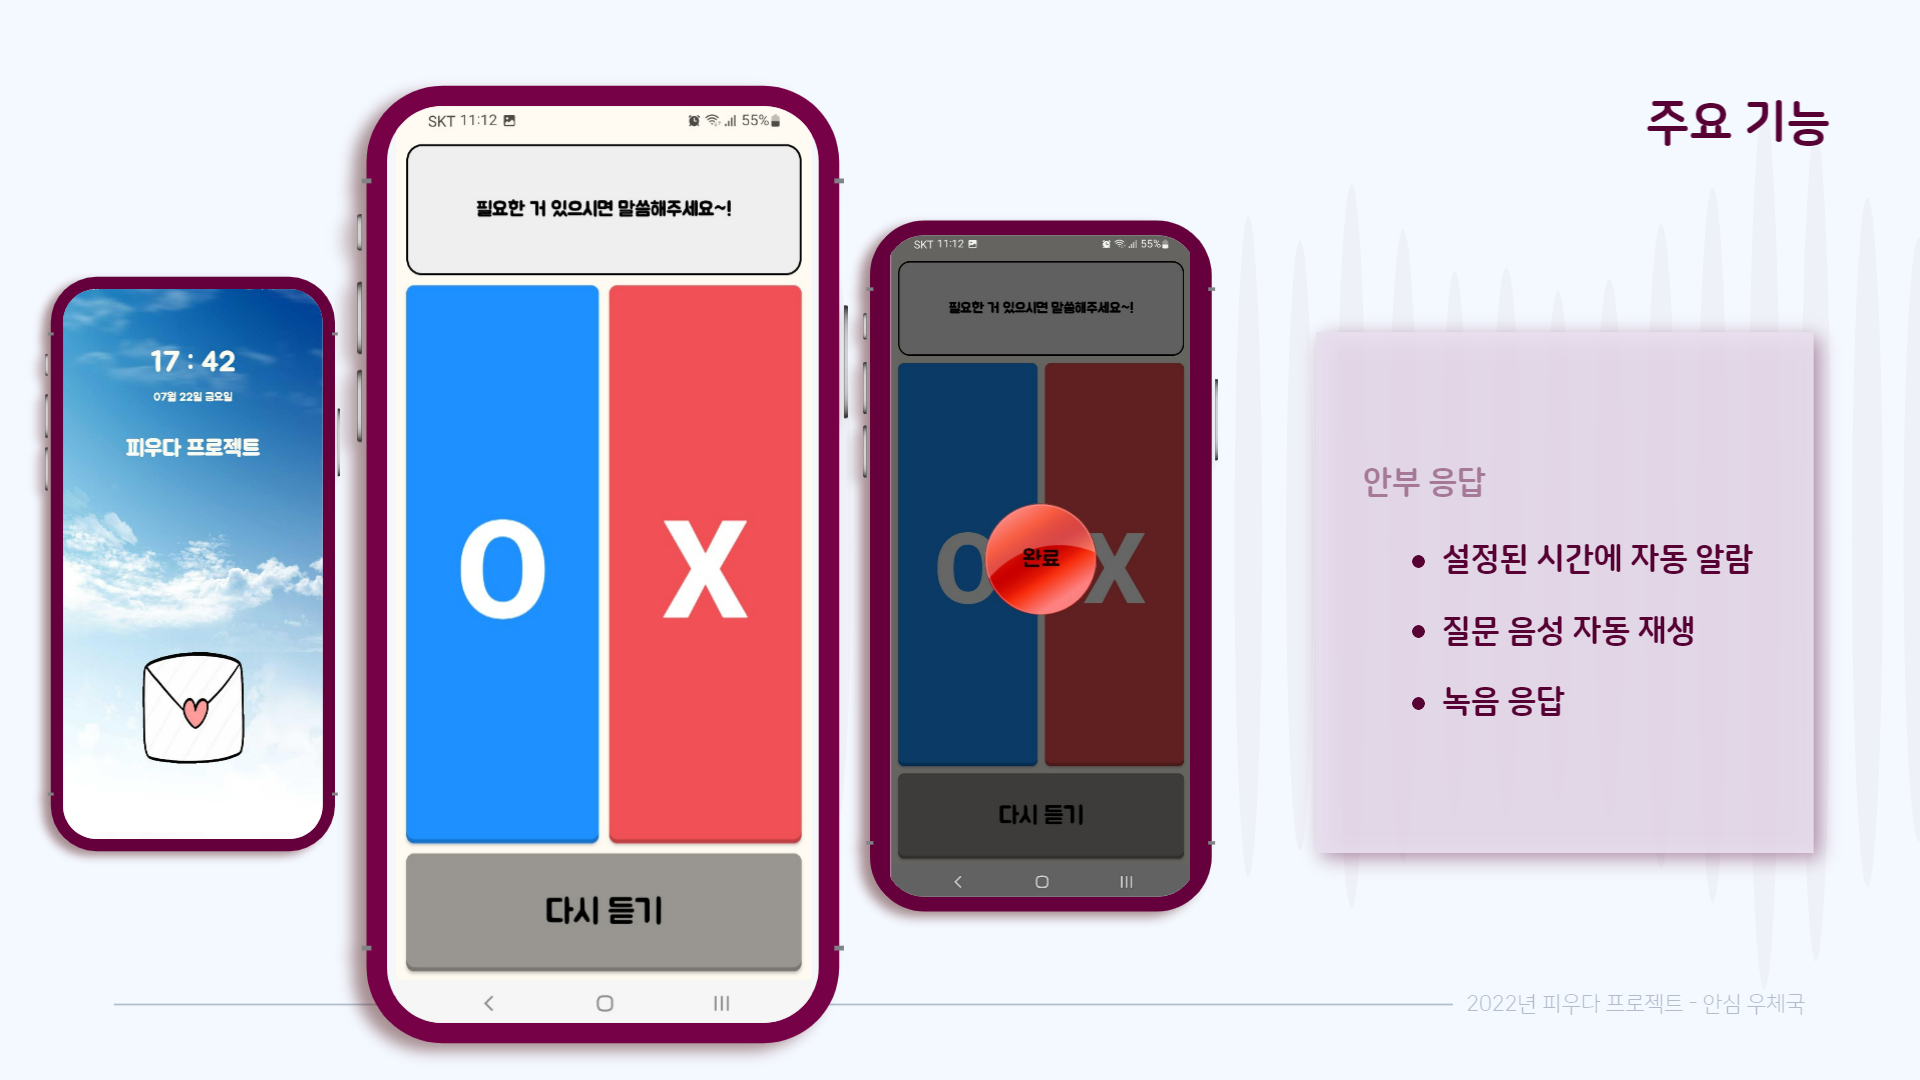 주요 기능
17 : 42
07월 22일 금요일
피우다 프로젝트
SKT 11:12 55%
필요한 거 있으시면 말씀해주세요~!
O X
다시 듣기
SKT 11:12 55%
필요한 거 있으시면 말씀해주세요~!
O X
완료
다시 듣기
안부 응답
• 설정된 시간에 자동 알람
• 질문 음성 자동 재생
• 녹음 응답
2022년 피우다 프로젝트 - 안심 우체국